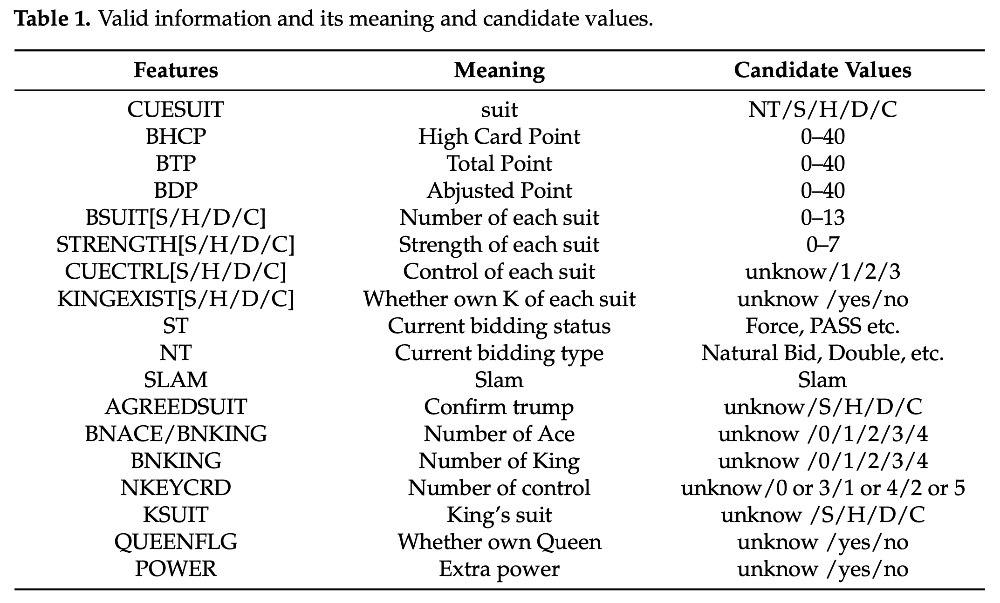 Table 1. Valid information and its meaning and candidate values.
Features Meaning Candidate Values
CUESUIT suit NT/S/H/D/C
BHCP High Card Point 0–40
BTP Total Point 0–40
BDP Abjusted Point 0–40
BSUIT[S/H/D/C] Number of each suit 0–13
STRENGTH[S/H/D/C] Strength of each suit 0–7
CUECTRL[S/H/D/C] Control of each suit unknow/1/2/3
KINGEXIST[S/H/D/C] Whether own K of each suit unknow /yes/no
ST Current bidding status Force, PASS etc.
NT Current bidding type Natural Bid, Double, etc.
SLAM Slam Slam
AGREEDSUIT Confirm trump unknow/S/H/D/C
BNACE/BNKING Number of Ace unknow /0/1/2/3/4
BNKING Number of King unknow /0/1/2/3/4
NKEYCRD Number of control unknow/0 or 3/1 or 4/2 or 5
KSUIT King’s suit unknow /S/H/D/C
QUEENFLG Whether own Queen unknow /yes/no
POWER Extra power unknow /yes/no